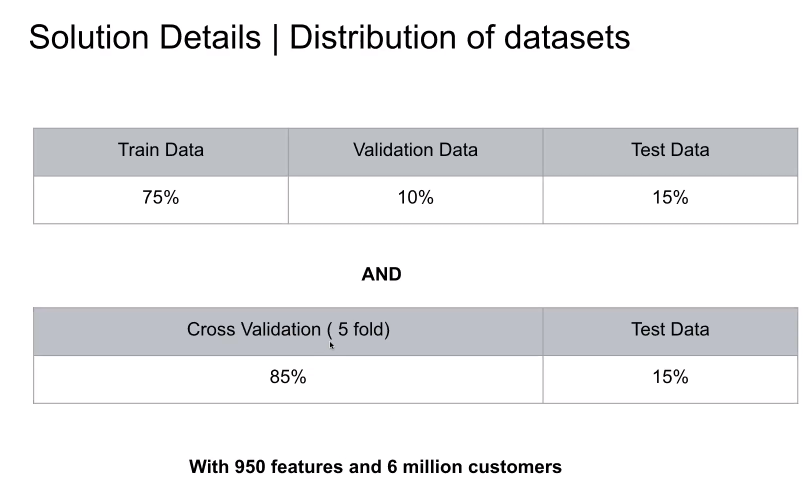 Solution Details | Distribution of datasets
Train Data Validation Data Test Data
75% 10% 15%
AND
Cross Validation ( 5 fold) Test Data
85% 15%
With 950 features and 6 million customers